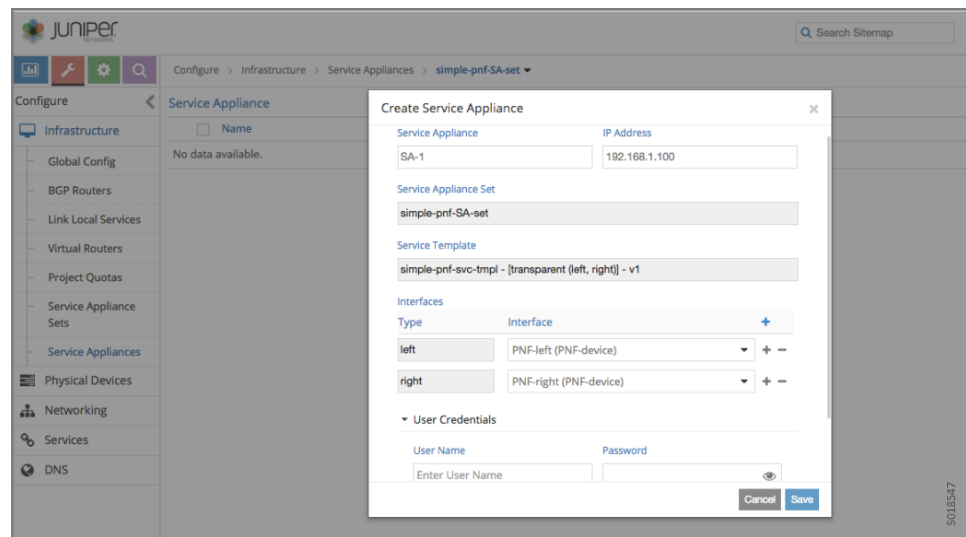 JUNIPER
NETWORKS
Search Sitemap
Configure > Infrastructure > Service Appliances > simple-pnf-SA-set
Configure
Infrastructure
Global Config
BGP Routers
Link Local Services
Virtual Routers
Project Quotas
Service Appliance
Sets
Service Appliances
Physical Devices
Networking
Services
DNS
Service Appliance
Name
No data available.
Create Service Appliance
Service Appliance IP Address
SA-1 192.168.1.100
Service Appliance Set
simple-pnf-SA-set
Service Template
simple-pnf-svc-tmpl - [transparent (left, right)] - v1
Interfaces
Type Interface
left PNF-left (PNF-device)
right PNF-right (PNF-device)
User Credentials
User Name Password
Enter User Name
Cancel Save
S018547